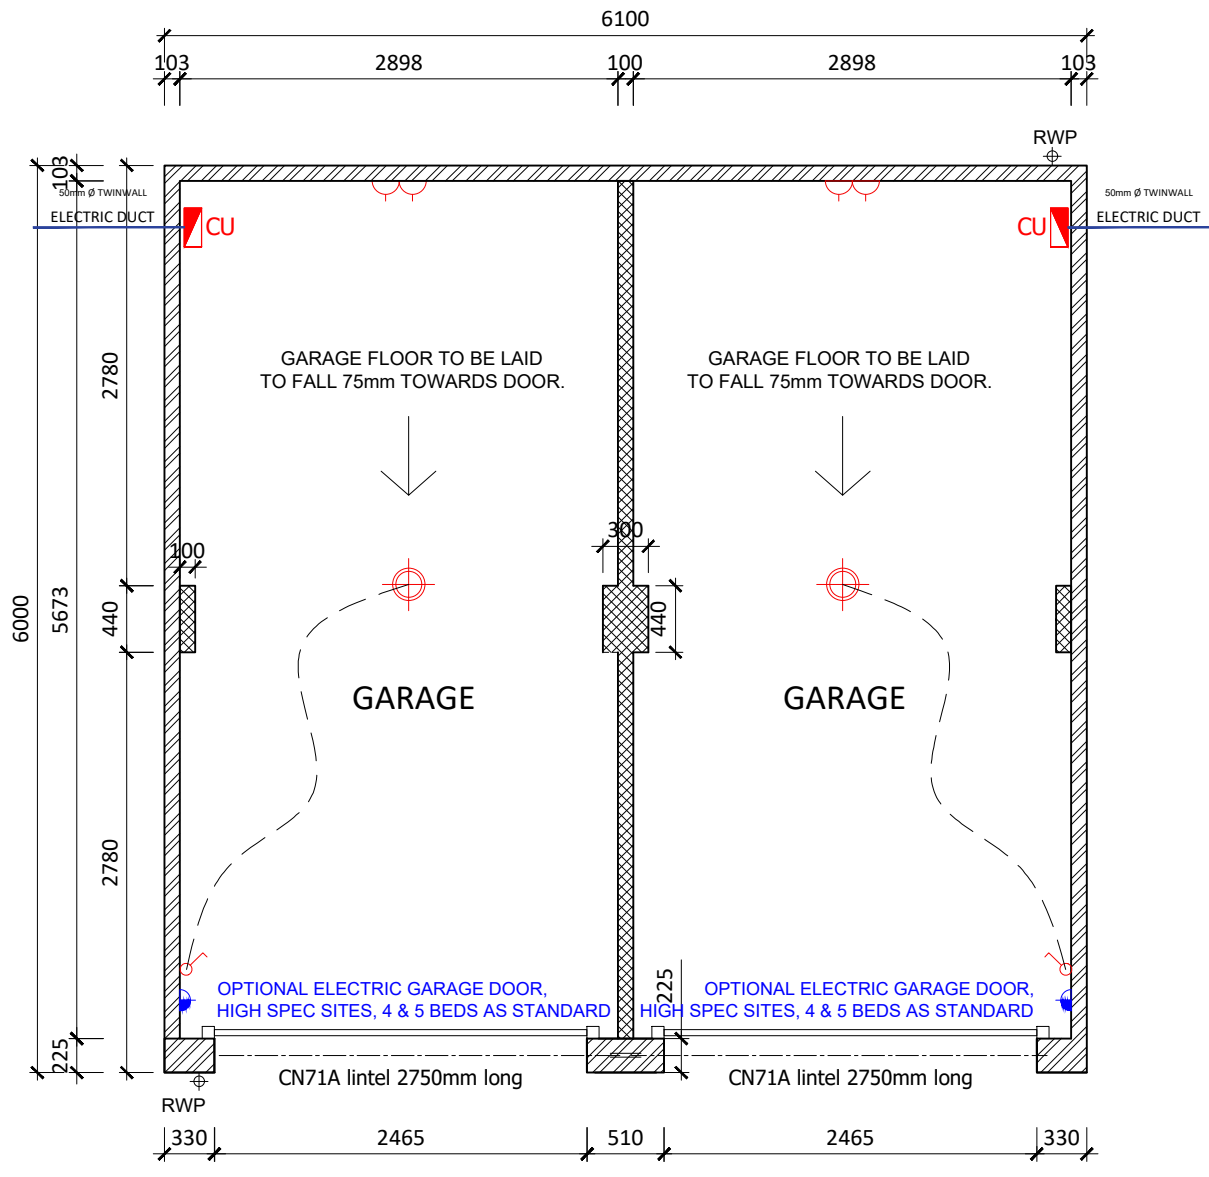 6100
103
2898
100
2898
103
RWP
103
50mm Ø TWINWALL
ELECTRIC DUCT
CU
CU
50mm Ø TWINWALL
ELECTRIC DUCT
2780
GARAGE FLOOR TO BE LAID
TO FALL 75mm TOWARDS DOOR.
GARAGE FLOOR TO BE LAID
TO FALL 75mm TOWARDS DOOR.
100
300
6000
5673
440
440
GARAGE
GARAGE
2780
225
OPTIONAL ELECTRIC GARAGE DOOR,
HIGH SPEC SITES, 4 & 5 BEDS AS STANDARD
225
OPTIONAL ELECTRIC GARAGE DOOR,
HIGH SPEC SITES, 4 & 5 BEDS AS STANDARD
CN71A lintel 2750mm long
CN71A lintel 2750mm long
RWP
330
2465
510
2465
330